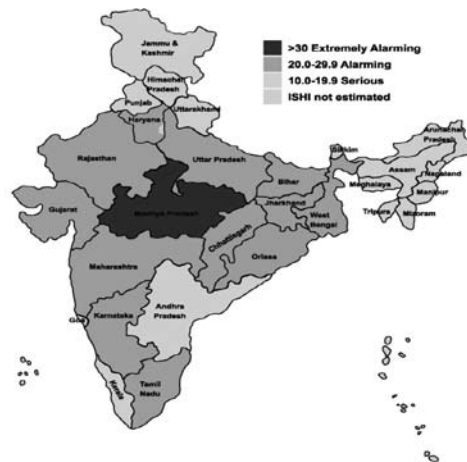 >30 Extremely Alarming
20.0-29.9 Alarming
10.0-19.9 Serious
ISHI not estimated
Jammu &
Kashmir
Himachal
Pradesh
Punjab
Uttarakhand
Haryana
Arunachal
Pradesh
Sikkim
Rajasthan
Uttar Pradesh
Assam
Nagaland
Bihar
Meghalaya
Manipur
Madhya Pradesh
Jharkhand
Gujarat
West
Bengal
Tripura
Mizoram
Chhattisgarh
Orissa
Maharashtra
Andhra
Pradesh
Goa
Karnataka
Kerala
Tamil
Nadu